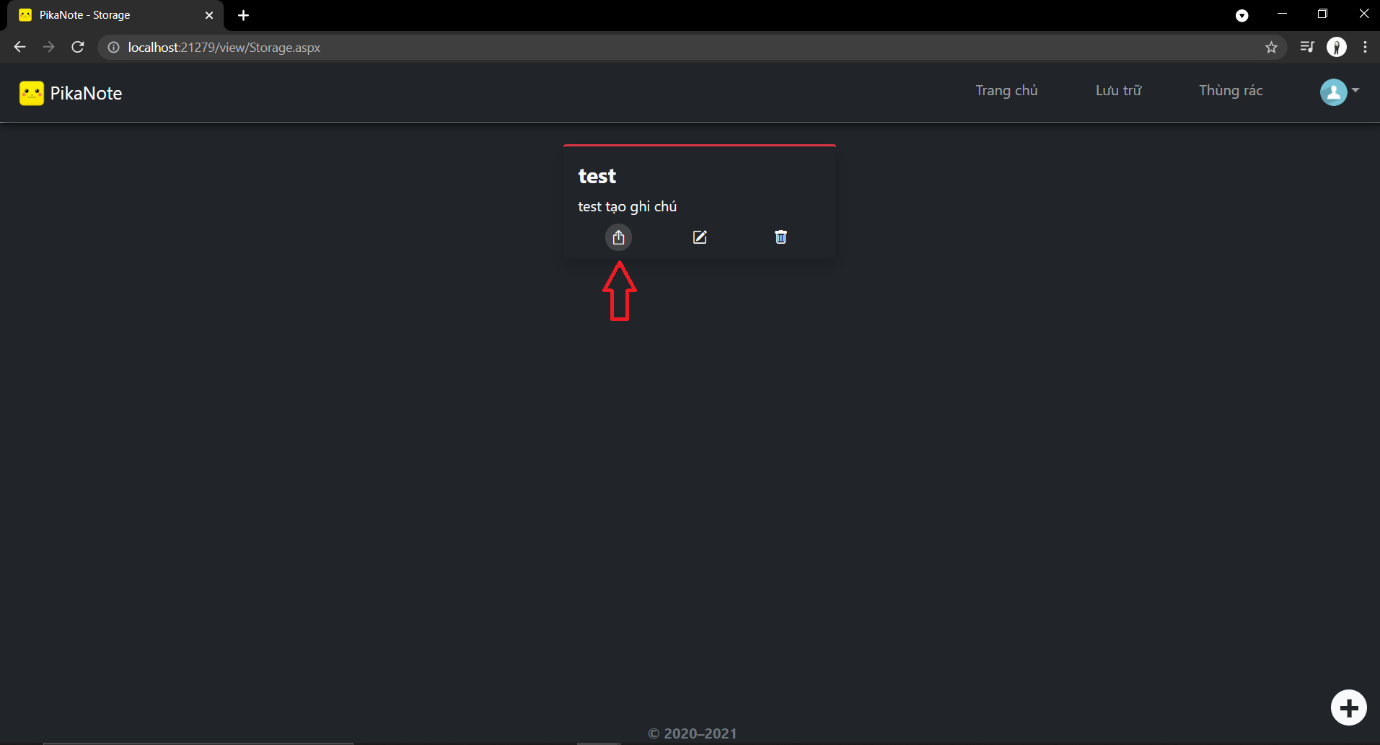 PikaNote - Storage
localhost:21279/view/Storage.aspx
PikaNote
Trang chủ
Lưu trữ
Thùng rác
test
test tạo ghi chú
© 2020–2021